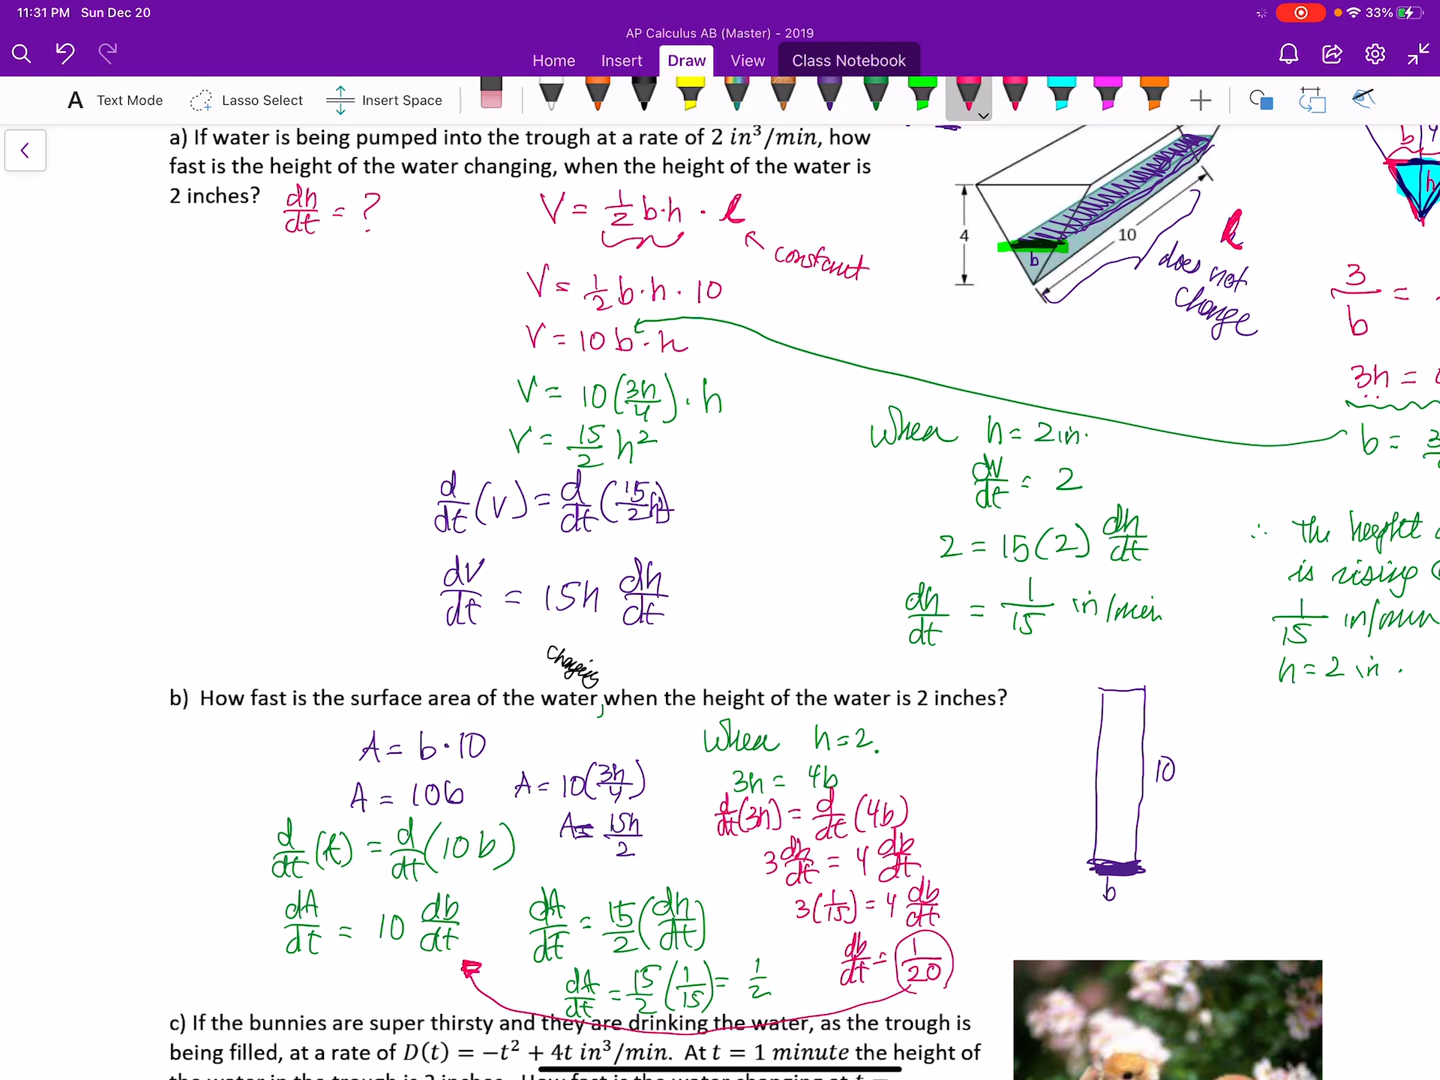 11:31 PM Sun Dec 20
33%
AP Calculus AB (Master) - 2019
Home Insert Draw View Class Notebook
Text Mode Lasso Select Insert Space
a) If water is being pumped into the trough at a rate of 2 in³/min, how
fast is the height of the water changing, when the height of the water is
2 inches? dh/dt = ?
V = 1/2 b·h · l
constant
V = 1/2 b·h · 10
V = 10 b·h
V = 10(3h/4)·h
V = 15/2 h²
d/dt (V) = d/dt (15/2 h²)
dV/dt = 15h dh/dt
4
10
b
l
does not
change
b
4
h
3/b =
3h =
b = 3
When h = 2 in.
dV/dt = 2
2 = 15(2) dh/dt
dh/dt = 1/15 in/min
∴ the height
is rising @
1/15 in/min
h = 2 in.
changing
b) How fast is the surface area of the water, when the height of the water is 2 inches?
A = b·10
A = 10b
d/dt (A) = d/dt (10b)
dA/dt = 10 db/dt
A = 10(3h/4)
A = 15h/2
dA/dt = 15/2 (dh/dt)
dA/dt = 15/2 (1/15) = 1/2
When h = 2.
3h = 4b
d/dt (3h) = d/dt (4b)
3 dh/dt = 4 db/dt
3(1/15) = 4 db/dt
db/dt = 1/20
10
b
c) If the bunnies are super thirsty and they are drinking the water, as the trough is
being filled, at a rate of D(t) = −t² + 4t in³/min. At t = 1 minute the height of